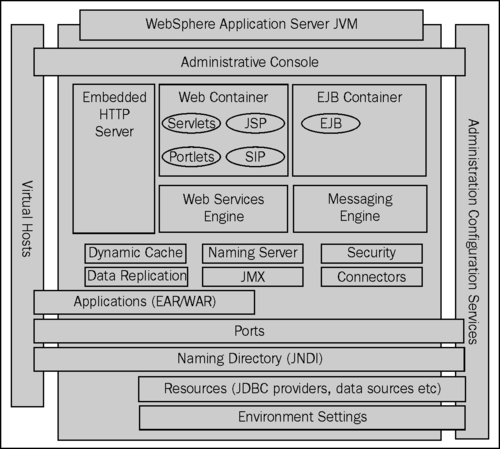 WebSphere Application Server JVM
Administrative Console
Embedded
HTTP
Server
Web Container
Servlets
JSP
Portlets
SIP
EJB Container
EJB
Web Services
Engine
Messaging
Engine
Dynamic Cache
Naming Server
Security
Data Replication
JMX
Connectors
Applications (EAR/WAR)
Ports
Naming Directory (JNDI)
Resources (JDBC providers, data sources etc)
Environment Settings
Virtual Hosts
Administration Configuration Services